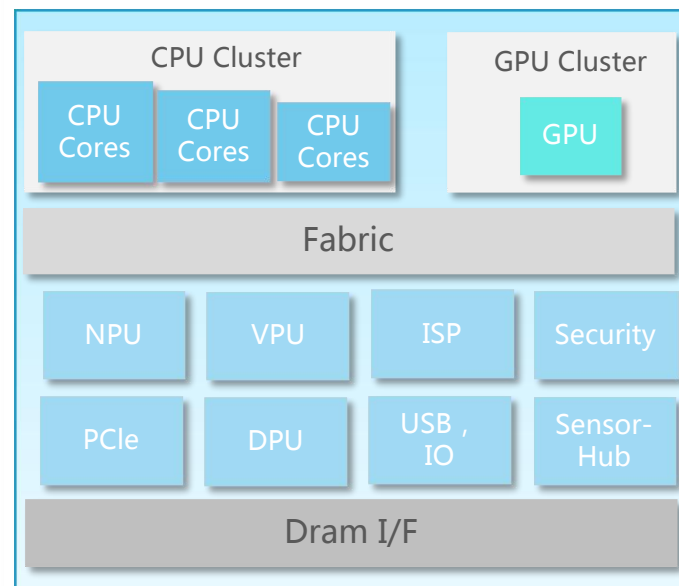 CPU Cluster
GPU Cluster
CPU
Cores
CPU
Cores
CPU
Cores
GPU
Fabric
NPU
VPU
ISP
Security
PCIe
DPU
USB ,
IO
Sensor-
Hub
Dram I/F